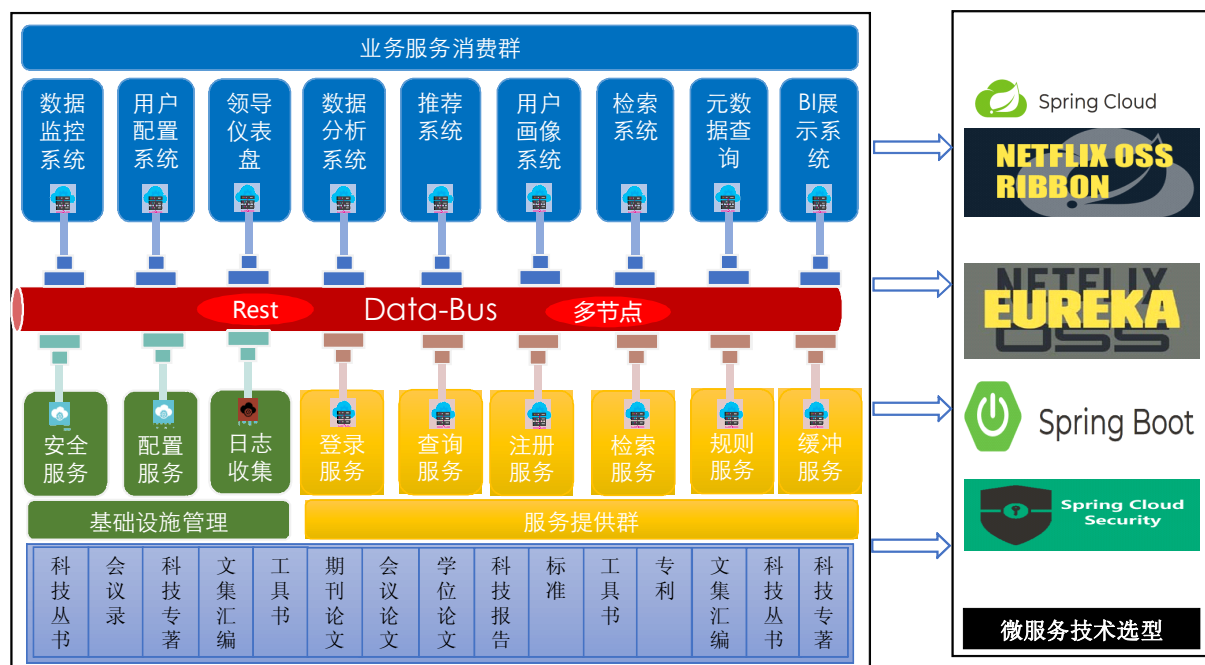 业务服务消费群
数据
监控
系统
用户
配置
系统
领导
仪表
盘
数据
分析
系统
推荐
系统
用户
画像
系统
检索
系统
元数
据查
询
BI展
示系
统
Rest
Data-Bus
多节点
安全
服务
配置
服务
日志
收集
登录
服务
查询
服务
注册
服务
检索
服务
规则
服务
缓冲
服务
基础设施管理
服务提供群
科技丛书
会议录
科技专著
文集汇编
工具书
期刊论文
会议论文
学位论文
科技报告
标准
工具书
专利
文集汇编
科技丛书
科技专著
Spring Cloud
NETFLIX OSS
RIBBON
NETFLIX
EUREKA
OSS
Spring Boot
Spring Cloud
Security
微服务技术选型